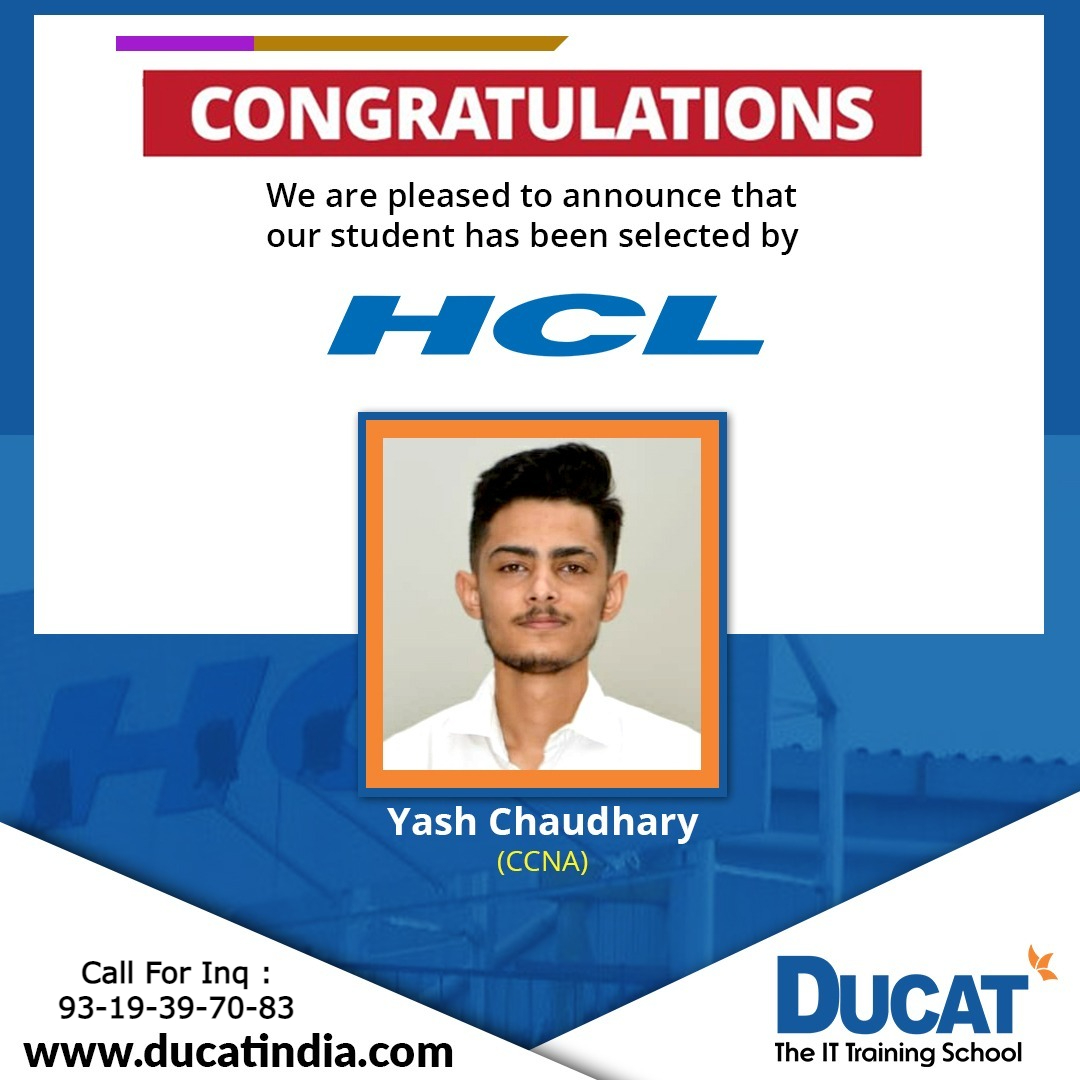 CONGRATULATIONS
We are pleased to announce that
our student has been selected by
HCL
Yash Chaudhary
(CCNA)
Call For Inq :
93-19-39-70-83
www.ducatindia.com
DUCAT
The IT Training School